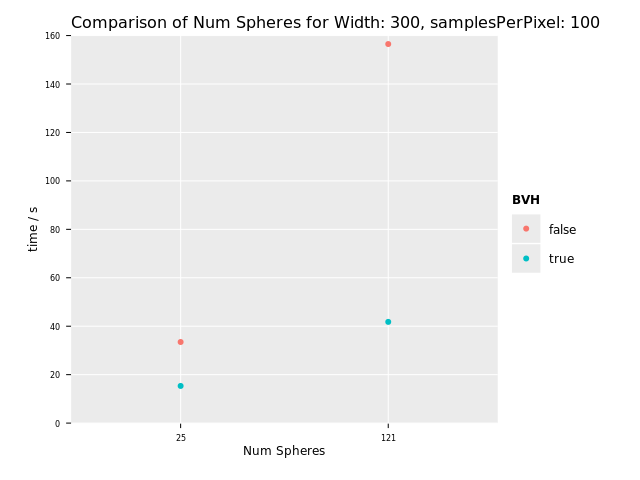 Comparison of Num Spheres for Width: 300, samplesPerPixel: 100
160
140
120
100
80
60
40
20
0
time / s
25 121
Num Spheres
BVH
false
true